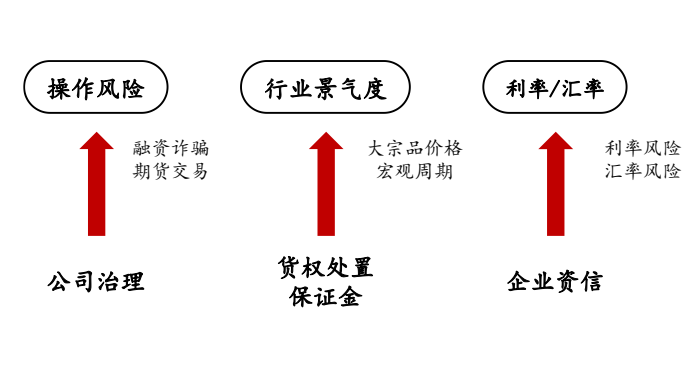 操作风险
行业景气度
利率/汇率
融资诈骗
期货交易
大宗品价格
宏观周期
利率风险
汇率风险
公司治理
货权处置
保证金
企业资信